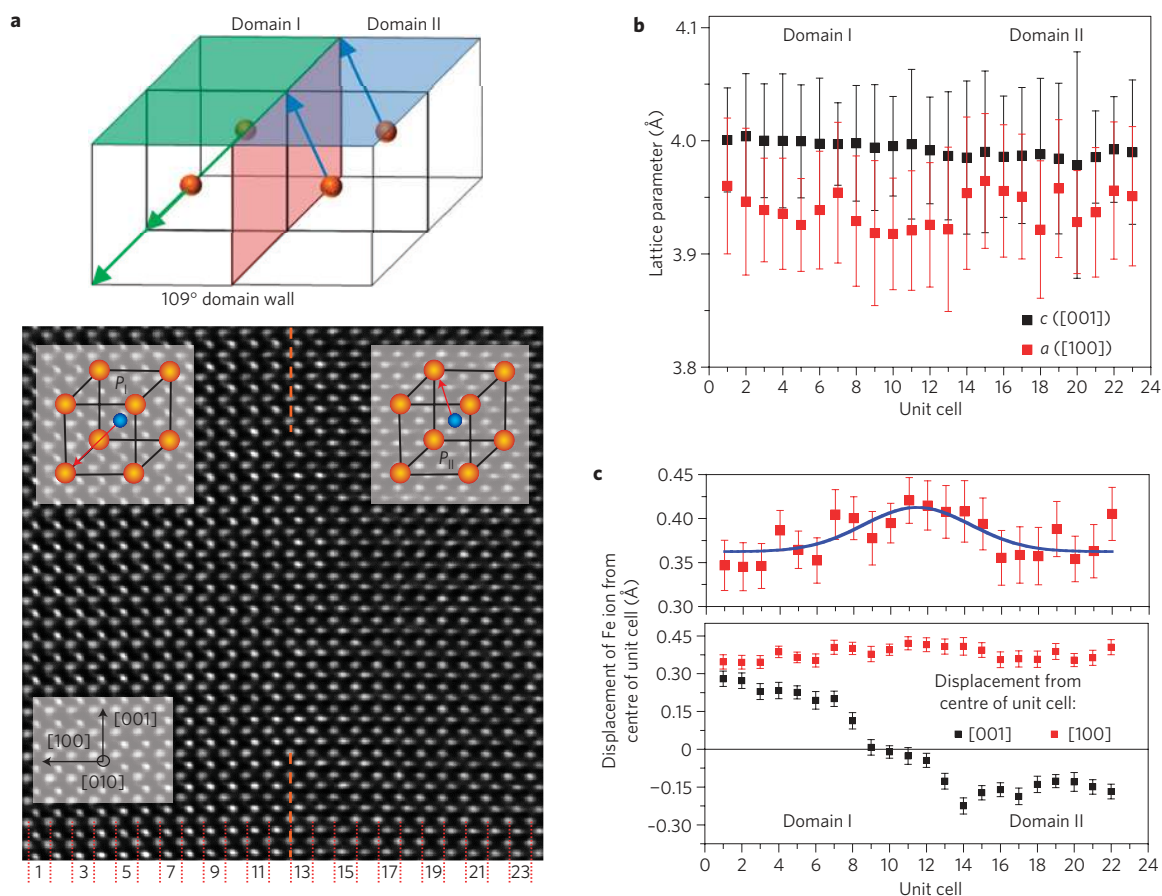 a
Domain I Domain II
109° domain wall
P_I
P_II
[001]
[100]
[010]
1 3 5 7 9 11 13 15 17 19 21 23
b
Domain I Domain II
4.1
4.0
3.9
3.8
Lattice parameter (Å)
c ([001])
a ([100])
0 2 4 6 8 10 12 14 16 18 20 22 24
Unit cell
c
0.45
0.40
0.35
0.30
0.45
0.30
0.15
0
−0.15
−0.30
Displacement of Fe ion from
centre of unit cell (Å)
Displacement from
centre of unit cell:
[001] [100]
Domain I Domain II
0 2 4 6 8 10 12 14 16 18 20 22 24
Unit cell